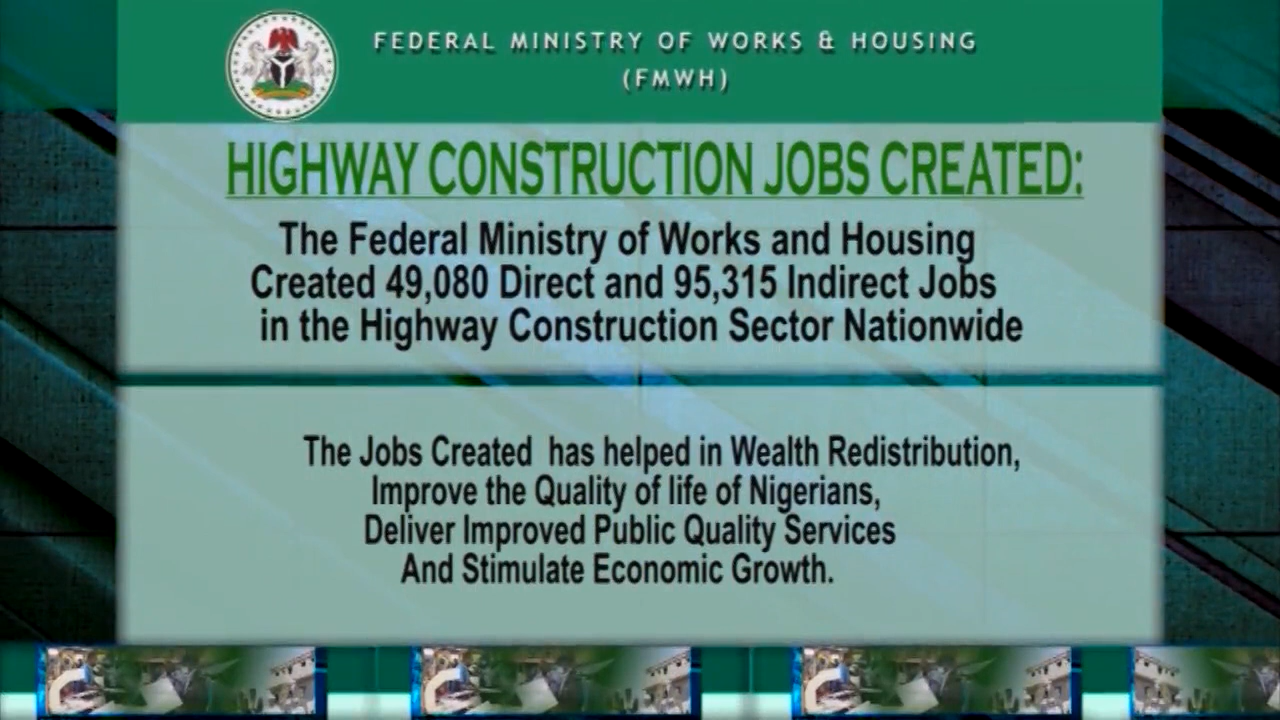 FEDERAL MINISTRY OF WORKS & HOUSING
(FMWH)
HIGHWAY CONSTRUCTION JOBS CREATED:
The Federal Ministry of Works and Housing
Created 49,080 Direct and 95,315 Indirect Jobs
in the Highway Construction Sector Nationwide
The Jobs Created has helped in Wealth Redistribution,
Improve the Quality of life of Nigerians,
Deliver Improved Public Quality Services
And Stimulate Economic Growth.